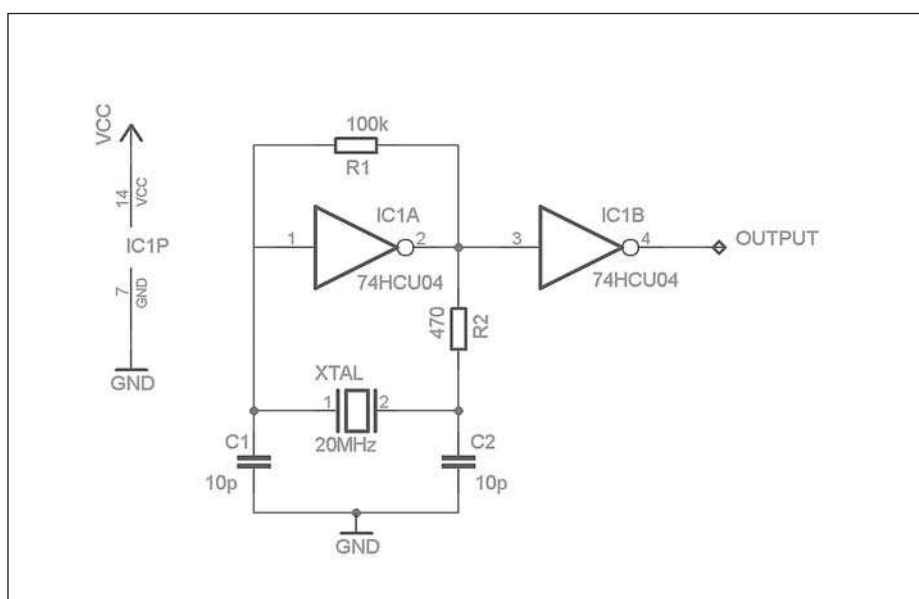 VCC
14
VCC
IC1P
7
GND
GND
100k
R1
1
IC1A
2
74HCU04
3
IC1B
4
74HCU04
OUTPUT
470
R2
XTAL
1
2
20MHz
C1
10p
C2
10p
GND